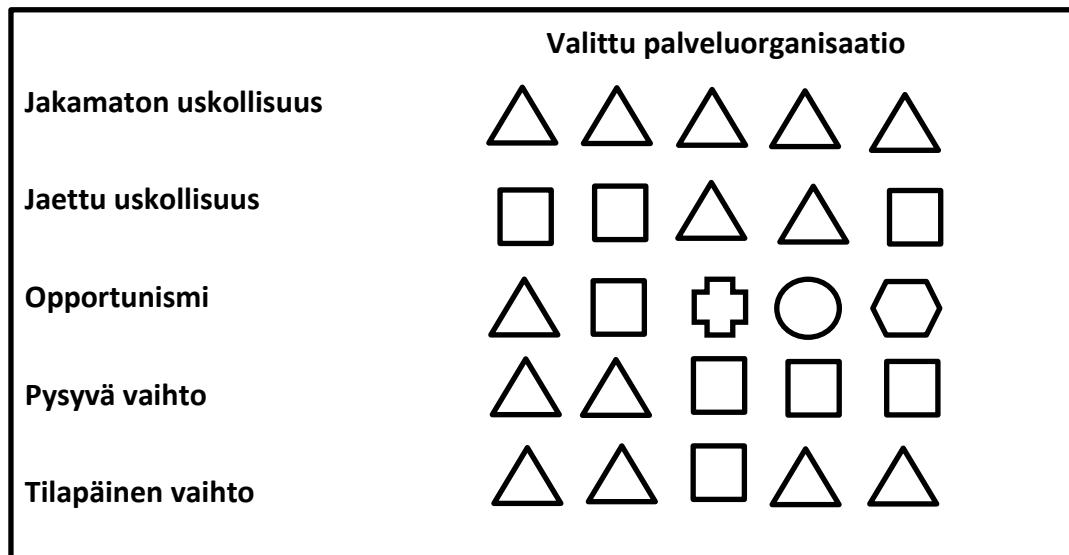 Valittu palveluorganisaatio
Jakamaton uskollisuus
Jaettu uskollisuus
Opportunismi
Pysyvä vaihto
Tilapäinen vaihto